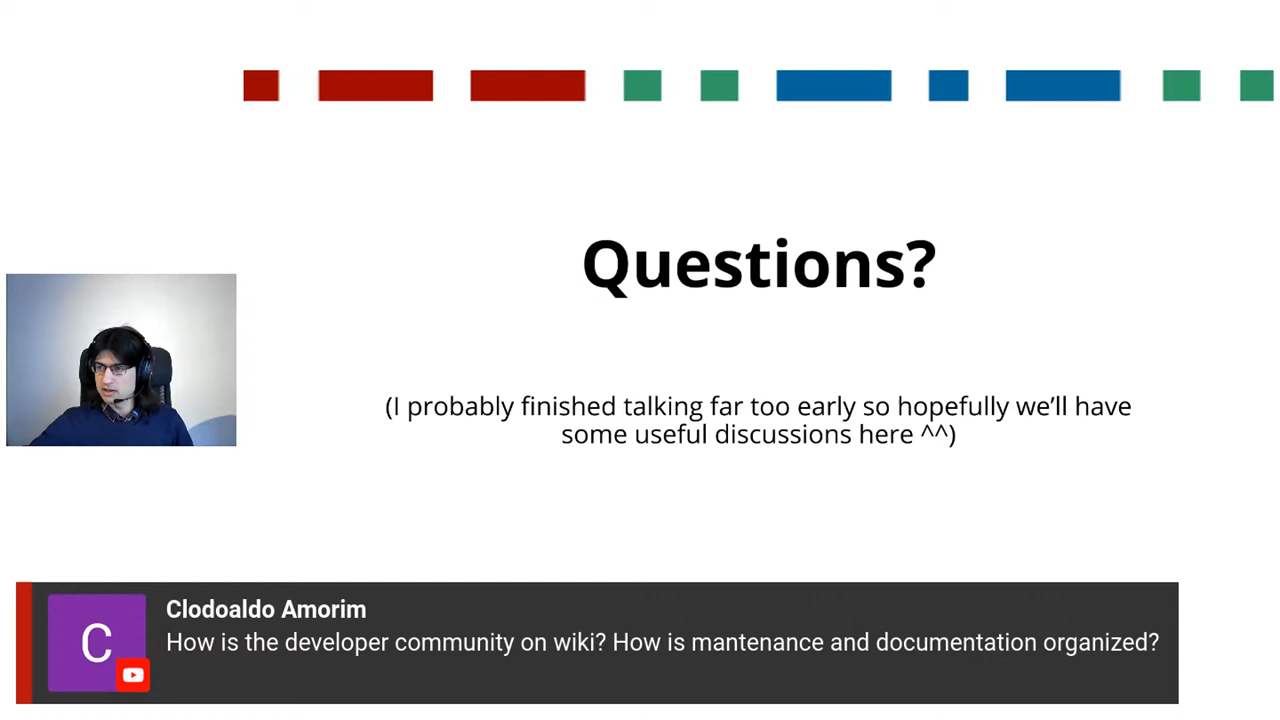 Questions?
(I probably finished talking far too early so hopefully we’ll have
some useful discussions here ^^)
C
Clodoaldo Amorim
How is the developer community on wiki? How is mantenance and documentation organized?